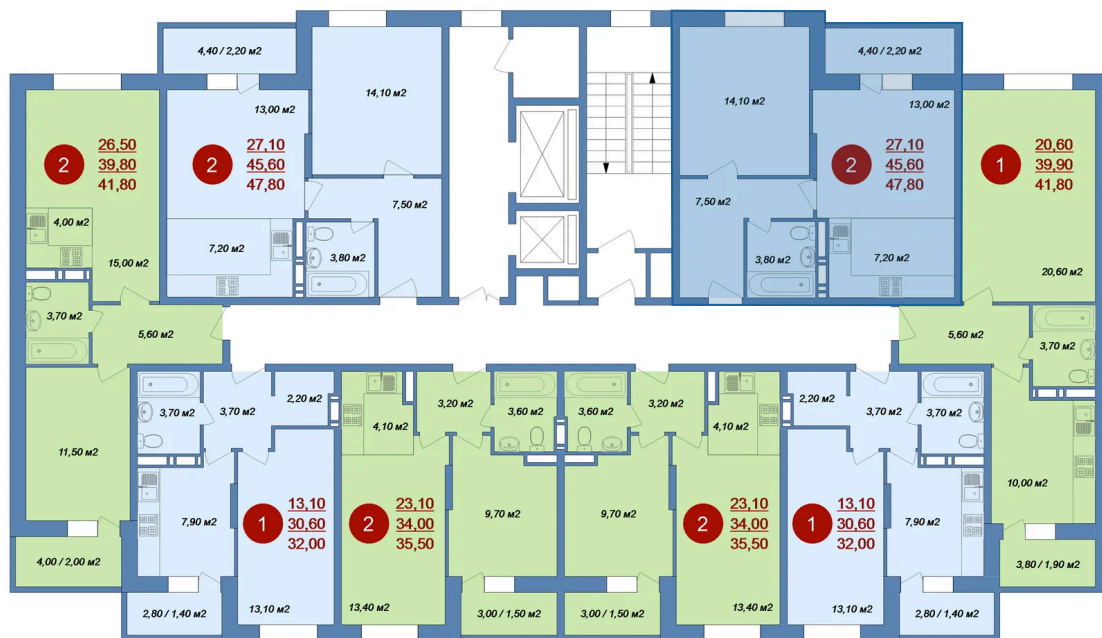 4,40 / 2,20 м2
14,10 м2
13,00 м2
2
27,10
45,60
47,80
7,20 м2
3,80 м2
7,50 м2
2
26,50
39,80
41,80
4,00 м2
15,00 м2
3,70 м2
5,60 м2
11,50 м2
4,00 / 2,00 м2
14,10 м2
4,40 / 2,20 м2
13,00 м2
2
27,10
45,60
47,80
7,50 м2
3,80 м2
7,20 м2
1
20,60
39,90
41,80
20,60 м2
5,60 м2
3,70 м2
10,00 м2
3,80 / 1,90 м2
3,70 м2
3,70 м2
2,20 м2
7,90 м2
1
13,10
30,60
32,00
13,10 м2
2,80 / 1,40 м2
4,10 м2
3,20 м2
3,60 м2
2
23,10
34,00
35,50
9,70 м2
13,40 м2
3,00 / 1,50 м2
3,60 м2
3,20 м2
4,10 м2
9,70 м2
2
23,10
34,00
35,50
3,00 / 1,50 м2
13,40 м2
2,20 м2
3,70 м2
3,70 м2
1
13,10
30,60
32,00
7,90 м2
13,10 м2
2,80 / 1,40 м2